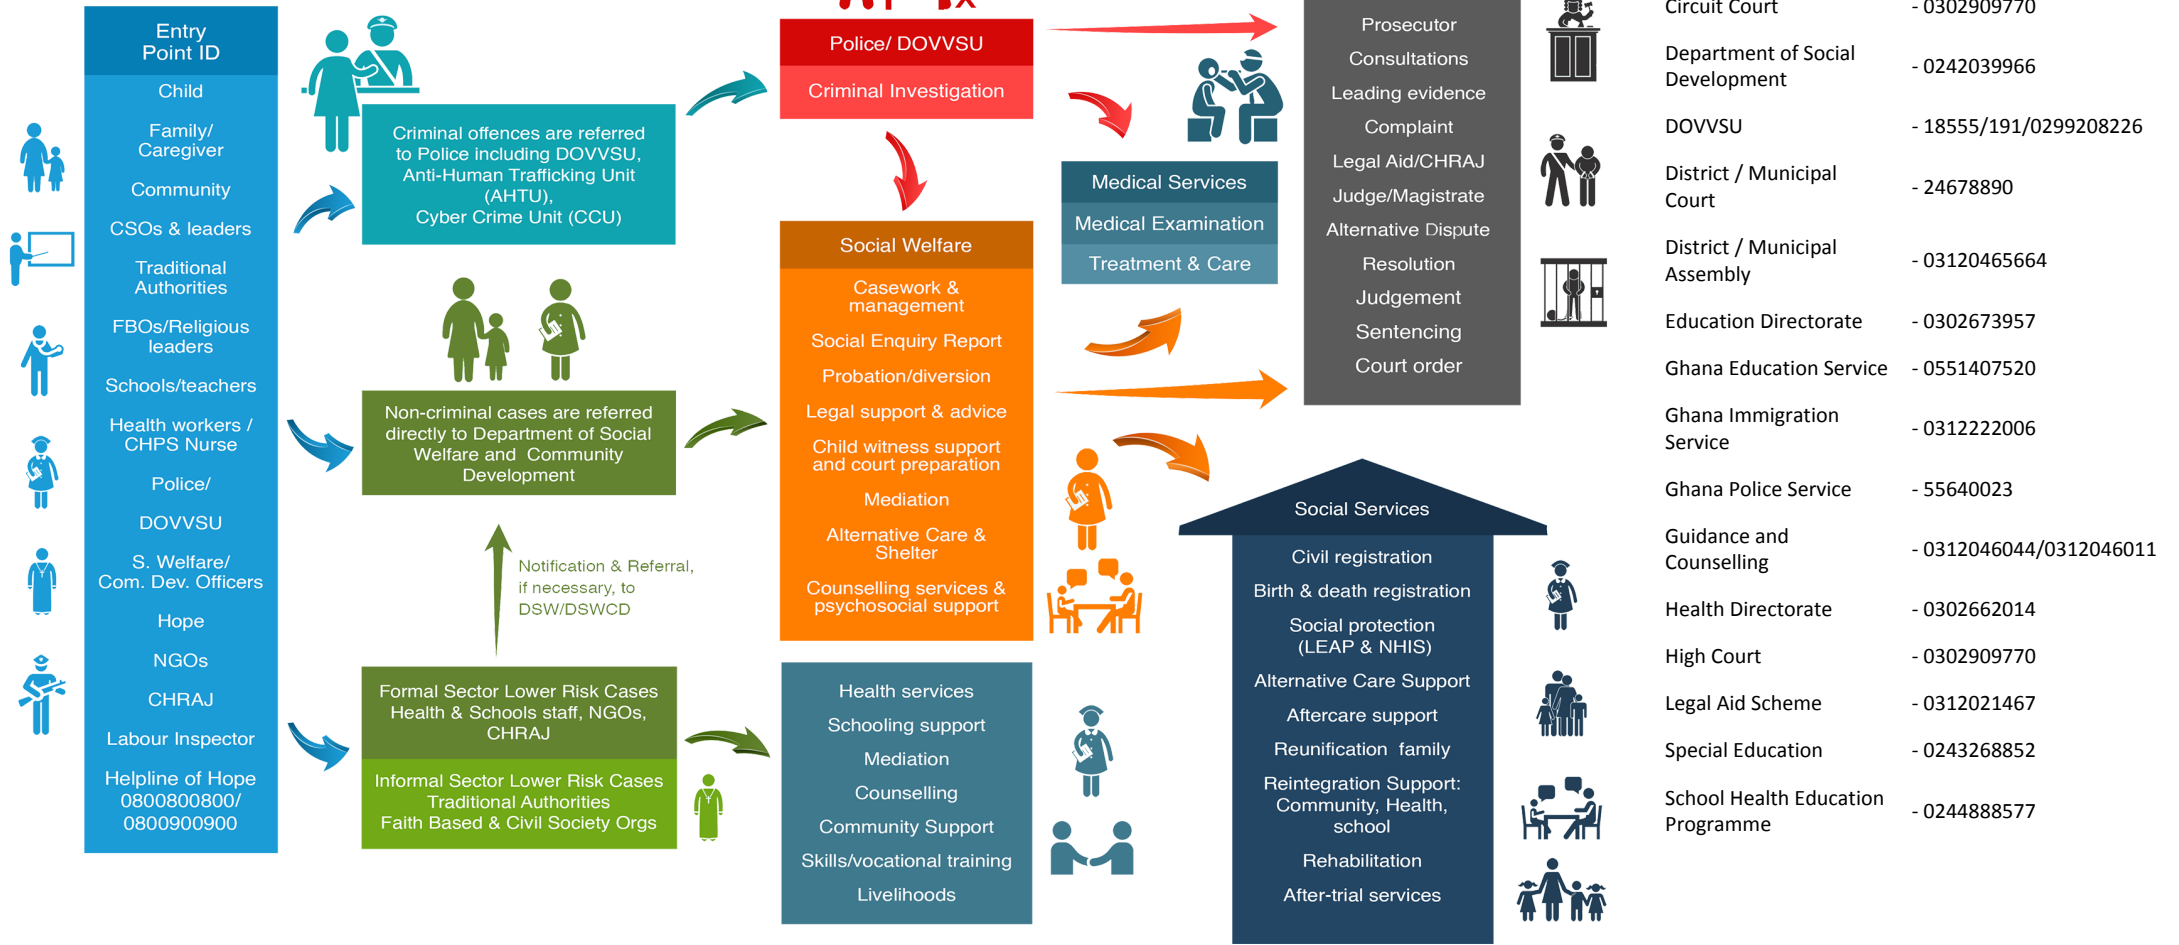 Entry
Point ID
Child
Family/
Caregiver
Community
CSOs & leaders
Traditional
Authorities
FBOs/Religious
leaders
Schools/teachers
Health workers /
CHPS Nurse
Police/
DOVVSU
S. Welfare/
Com. Dev. Officers
Hope
NGOs
CHRAJ
Labour Inspector
Helpline of Hope
0800800800/
0800900900
Criminal offences are referred
to Police including DOVVSU,
Anti-Human Trafficking Unit
(AHTU),
Cyber Crime Unit (CCU)
Non-criminal cases are referred
directly to Department of Social
Welfare and Community
Development
Notification & Referral,
if necessary, to
DSW/DSWCD
Formal Sector Lower Risk Cases
Health & Schools staff, NGOs,
CHRAJ
Informal Sector Lower Risk Cases
Traditional Authorities
Faith Based & Civil Society Orgs
Police/ DOVVSU
Criminal Investigation
Social Welfare
Casework &
management
Social Enquiry Report
Probation/diversion
Legal support & advice
Child witness support
and court preparation
Mediation
Alternative Care &
Shelter
Counselling services &
psychosocial support
Health services
Schooling support
Mediation
Counselling
Community Support
Skills/vocational training
Livelihoods
Medical Services
Medical Examination
Treatment & Care
Prosecutor
Consultations
Leading evidence
Complaint
Legal Aid/CHRAJ
Judge/Magistrate
Alternative Dispute
Resolution
Judgement
Sentencing
Court order
Social Services
Civil registration
Birth & death registration
Social protection
(LEAP & NHIS)
Alternative Care Support
Aftercare support
Reunification family
Reintegration Support:
Community, Health,
school
Rehabilitation
After-trial services
Circuit Court - 0302909770
Department of Social
Development - 0242039966
DOVVSU - 18555/191/0299208226
District / Municipal
Court - 24678890
District / Municipal
Assembly - 03120465664
Education Directorate - 0302673957
Ghana Education Service - 0551407520
Ghana Immigration
Service - 0312222006
Ghana Police Service - 55640023
Guidance and
Counselling - 0312046044/0312046011
Health Directorate - 0302662014
High Court - 0302909770
Legal Aid Scheme - 0312021467
Special Education - 0243268852
School Health Education
Programme - 0244888577